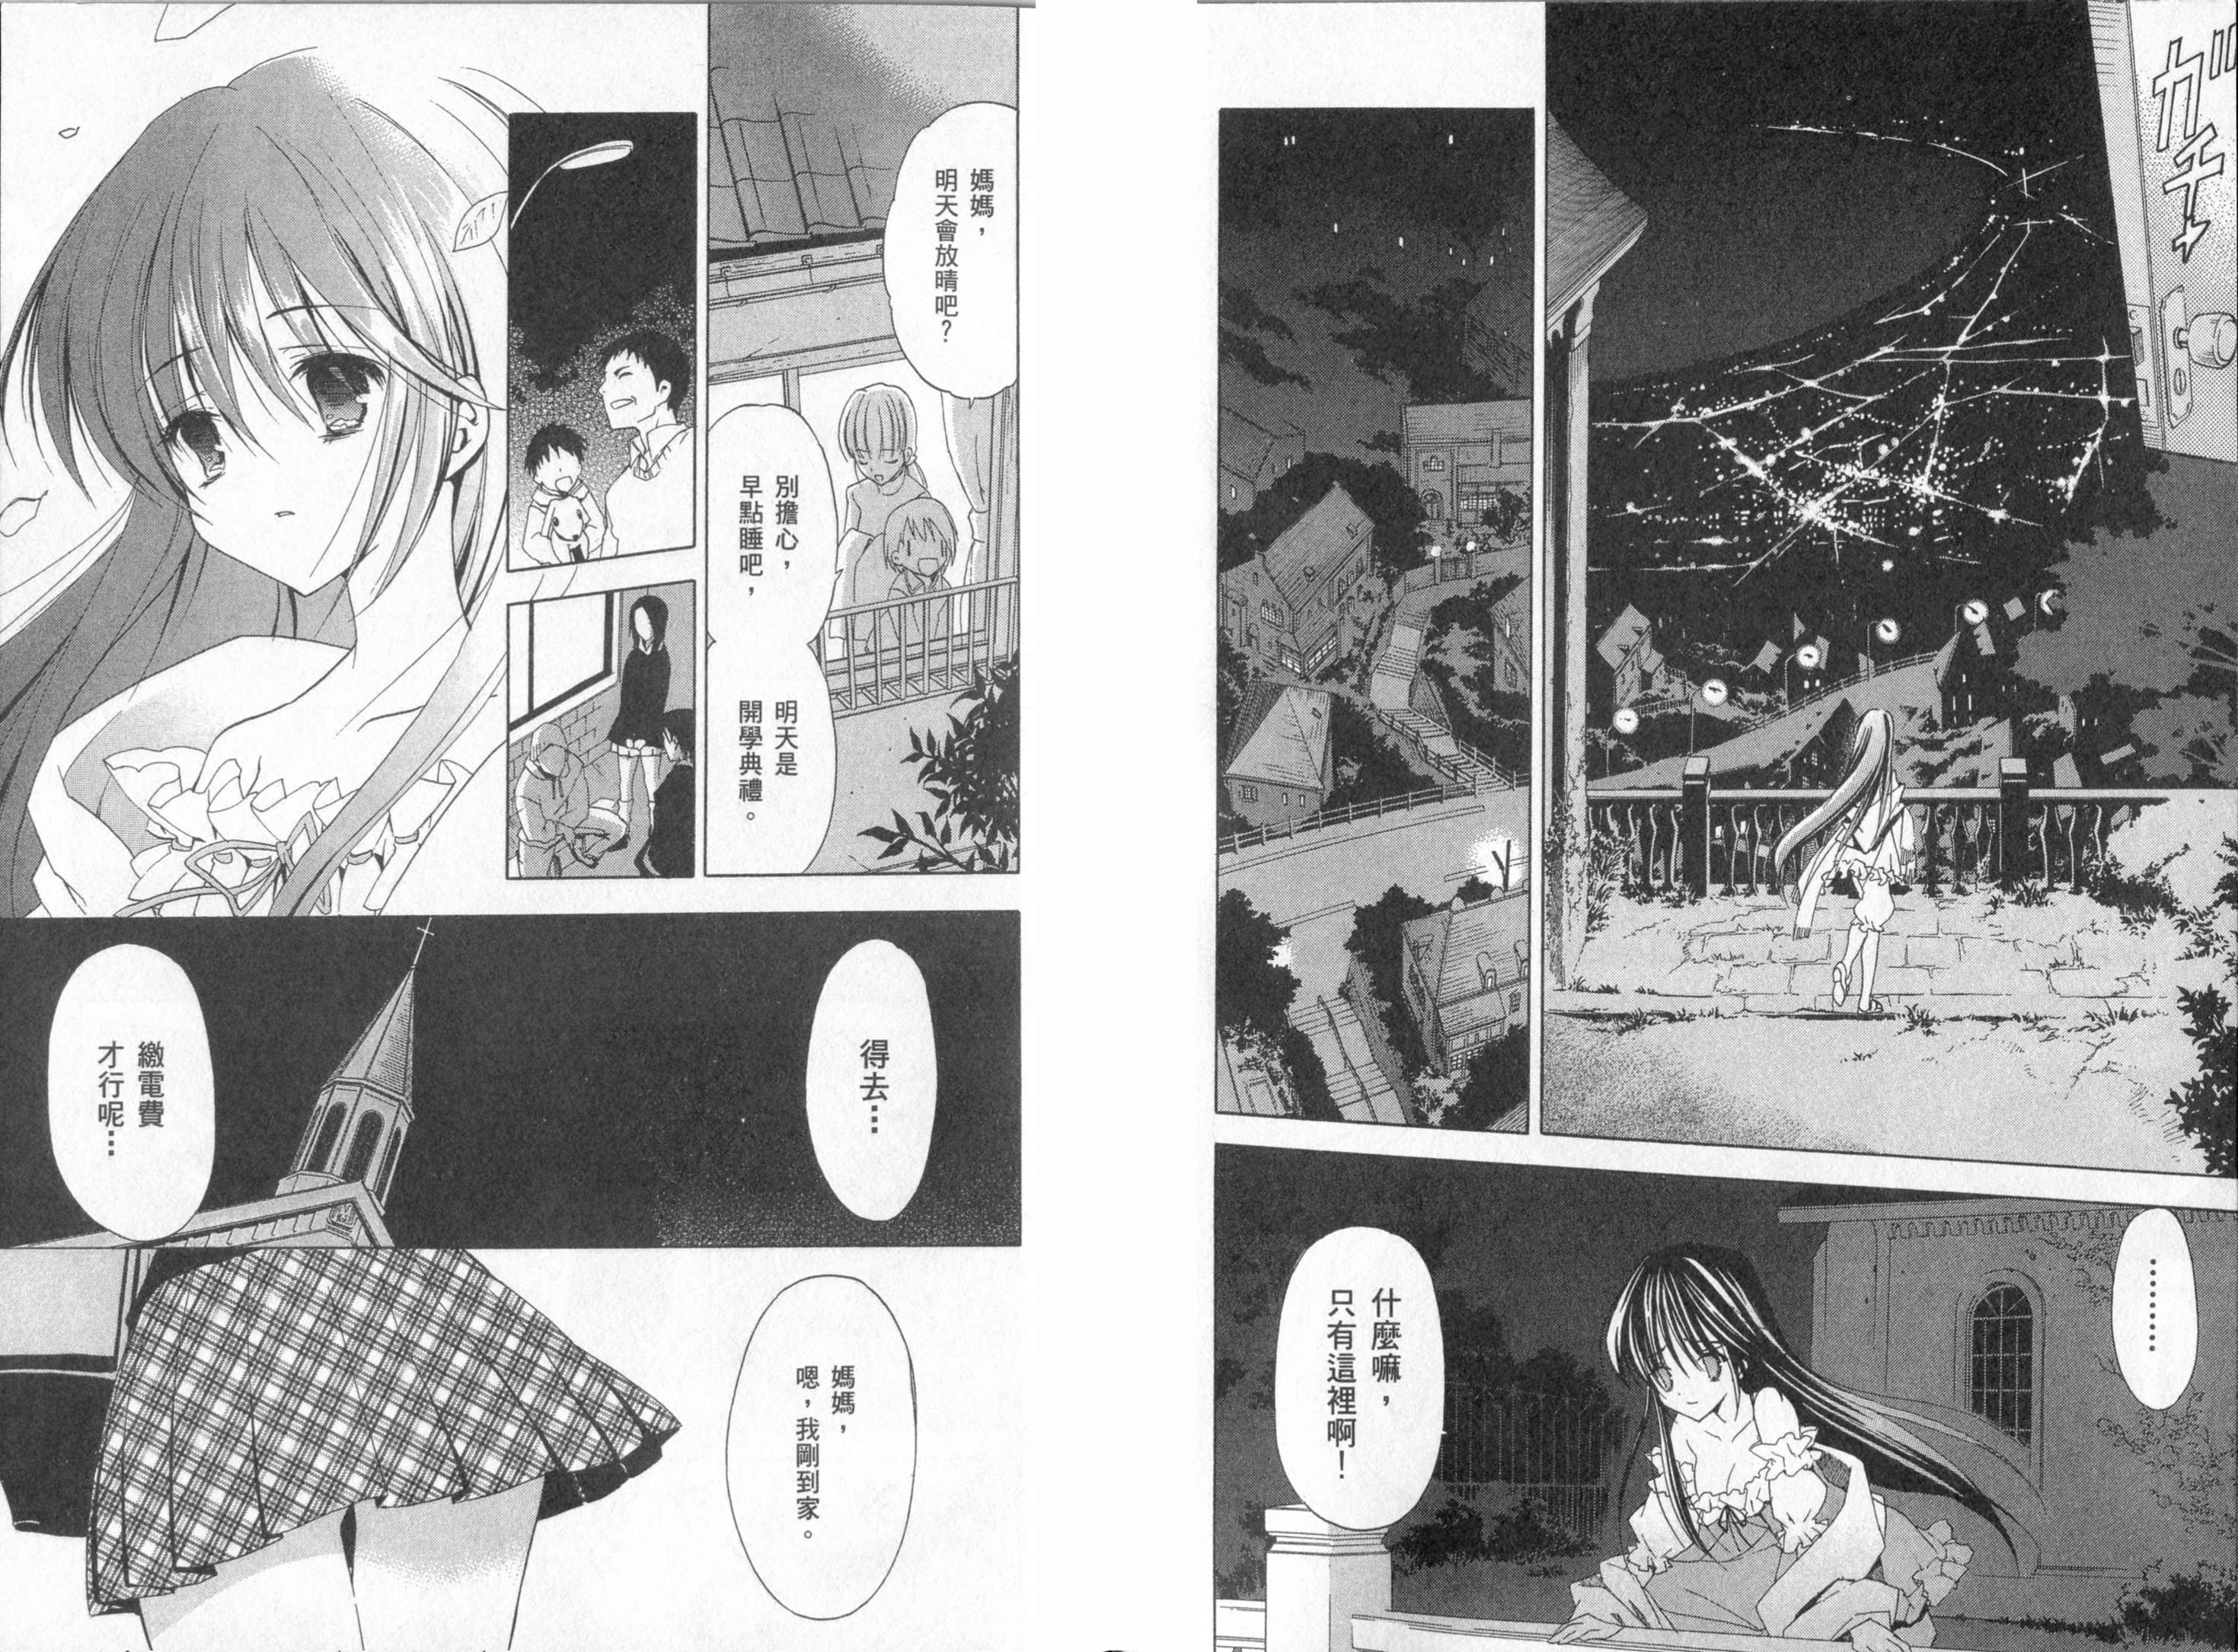 ガチャ
………
什麼嘛，
只有這裡啊！
媽媽，
明天會放晴吧？
別擔心，
早點睡吧，
明天是
開學典禮。
得去…
繳電費
才行呢…
媽媽，
嗯，我剛到家。